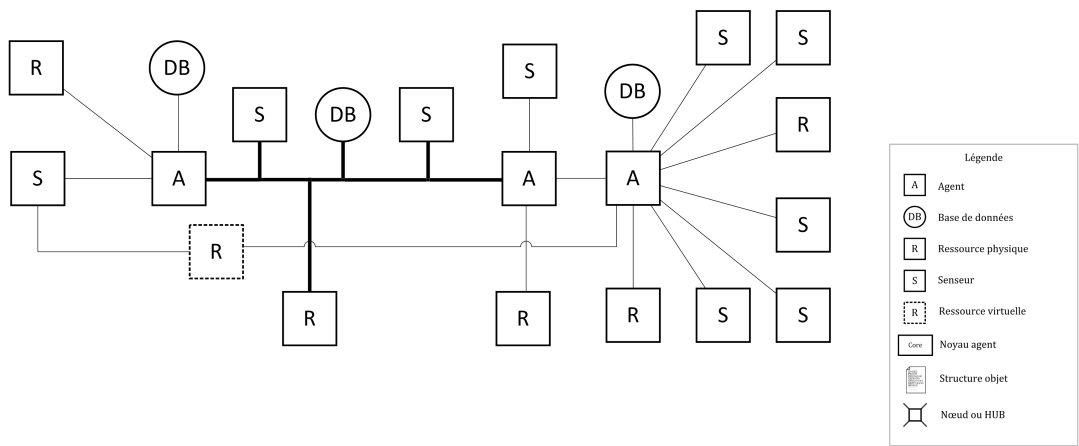 S
S
R
DB
S
DB
S
DB
S
R
S
A
A
A
S
R
R
R
R
S
S
Légende
A Agent
DB Base de données
R Ressource physique
S Senseur
R Ressource virtuelle
Core Noyau agent
Structure objet
Nœud ou HUB